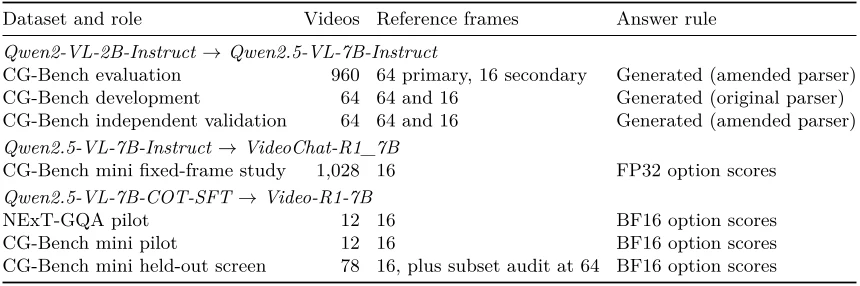 Dataset and role Videos Reference frames Answer rule
Qwen2-VL-2B-Instruct → Qwen2.5-VL-7B-Instruct
CG-Bench evaluation 960 64 primary, 16 secondary Generated (amended parser)
CG-Bench development 64 64 and 16 Generated (original parser)
CG-Bench independent validation 64 64 and 16 Generated (amended parser)
Qwen2.5-VL-7B-Instruct → VideoChat-R1_7B
CG-Bench mini fixed-frame study 1,028 16 FP32 option scores
Qwen2.5-VL-7B-COT-SFT → Video-R1-7B
NExT-GQA pilot 12 16 BF16 option scores
CG-Bench mini pilot 12 16 BF16 option scores
CG-Bench mini held-out screen 78 16, plus subset audit at 64 BF16 option scores